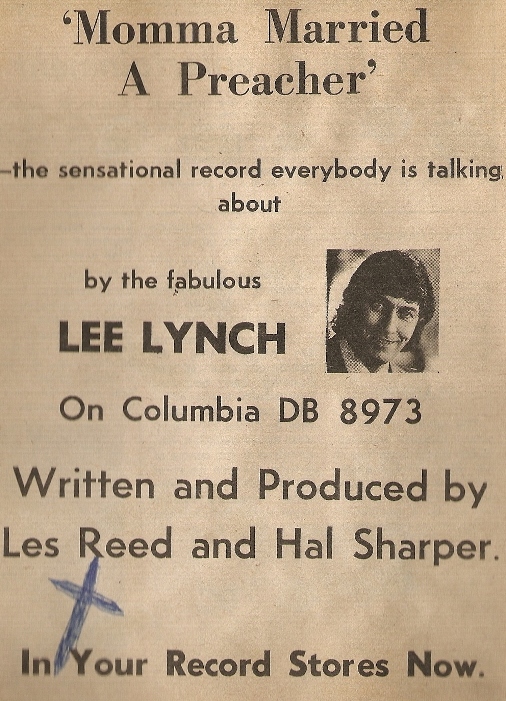 ‘Momma Married
A Preacher’
—the sensational record everybody is talking
about
by the fabulous
LEE LYNCH
On Columbia DB 8973
Written and Produced by
Les Reed and Hal Sharper.
In Your Record Stores Now.